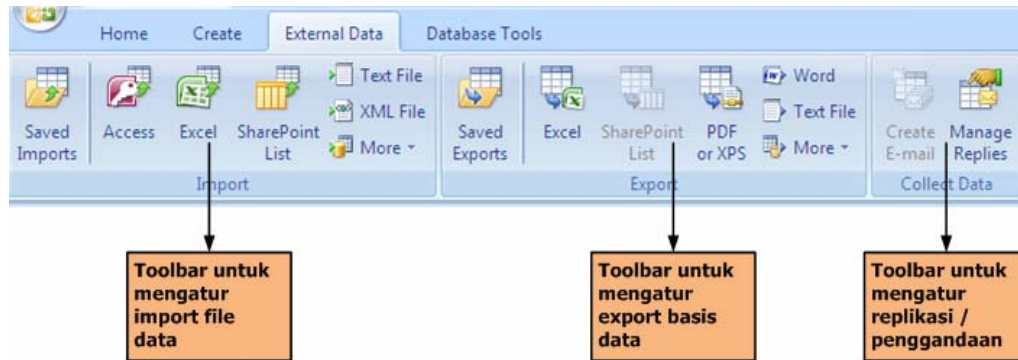 Home Create External Data Database Tools
Saved Imports
Access
Excel
SharePoint List
Text File
XML File
More
Import
Saved Exports
Excel
SharePoint List
PDF or XPS
Word
Text File
More
Export
Create E-mail
Manage Replies
Collect Data
Toolbar untuk
mengatur
import file
data
Toolbar untuk
mengatur
export basis
data
Toolbar untuk
mengatur
replikasi /
penggandaan